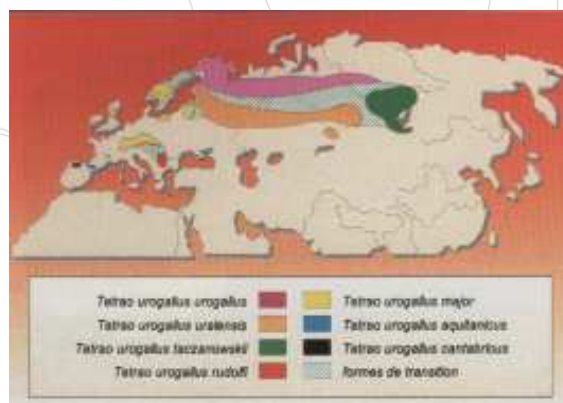 Tetrao urogallus urogallus
Tetrao urogallus uralensis
Tetrao urogallus taczanowskii
Tetrao urogallus rudolfi
Tetrao urogallus major
Tetrao urogallus aquitanicus
Tetrao urogallus cantabricus
formes de transition